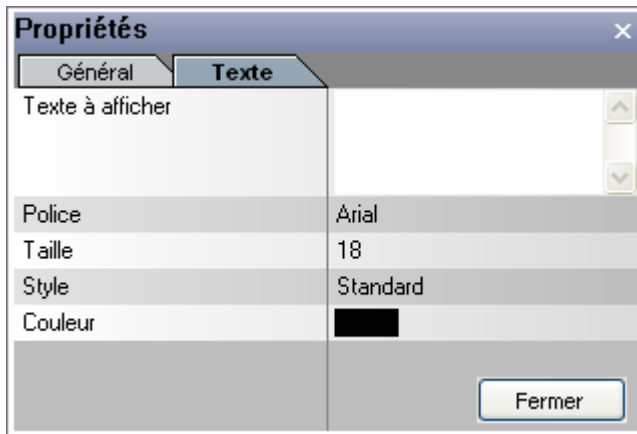 Propriétés
Général Texte
Texte à afficher
Police Arial
Taille 18
Style Standard
Couleur
Fermer